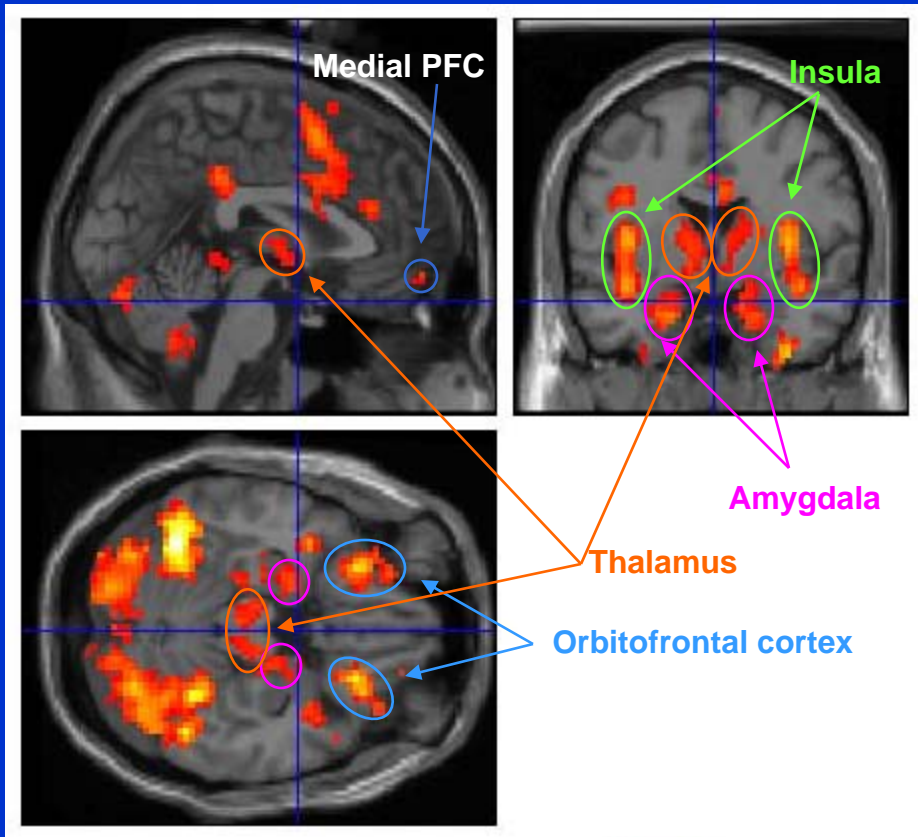 Medial PFC
Insula
Amygdala
Thalamus
Orbitofrontal cortex